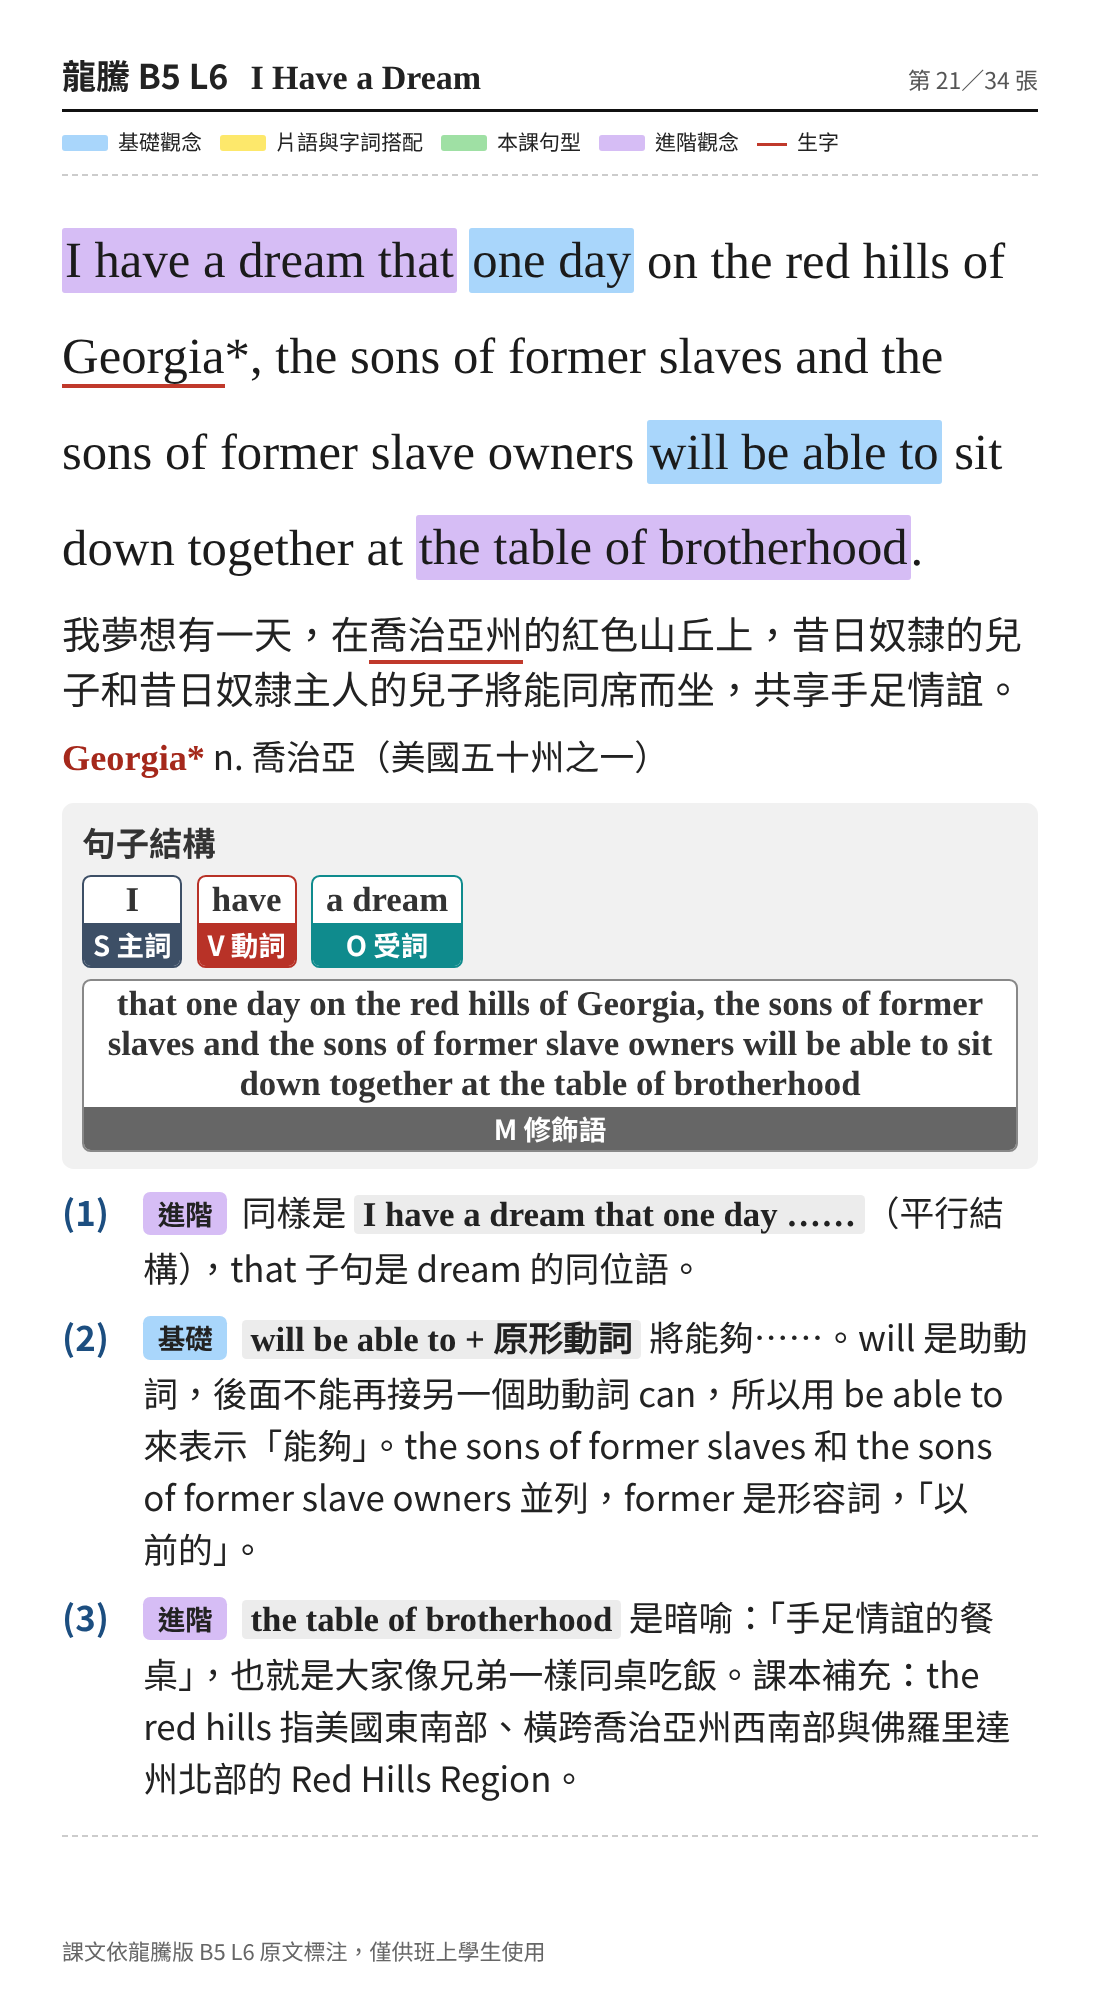 龍騰 B5 L6 I Have a Dream 第 21／34 張
基礎觀念 片語與字詞搭配 本課句型 進階觀念 生字
I have a dream that one day on the red hills of
Georgia*, the sons of former slaves and the
sons of former slave owners will be able to sit
down together at the table of brotherhood.
我夢想有一天，在喬治亞州的紅色山丘上，昔日奴隸的兒
子和昔日奴隸主人的兒子將能同席而坐，共享手足情誼。
Georgia* n. 喬治亞（美國五十州之一）
句子結構
I have a dream
S 主詞 V 動詞 O 受詞
that one day on the red hills of Georgia, the sons of former
slaves and the sons of former slave owners will be able to sit
down together at the table of brotherhood
M 修飾語
(1) 進階 同樣是 I have a dream that one day …… （平行結
構），that 子句是 dream 的同位語。
(2) 基礎 will be able to + 原形動詞 將能夠……。will 是助動
詞，後面不能再接另一個助動詞 can，所以用 be able to
來表示「能夠」。the sons of former slaves 和 the sons
of former slave owners 並列，former 是形容詞，「以
前的」。
(3) 進階 the table of brotherhood 是暗喻：「手足情誼的餐
桌」，也就是大家像兄弟一樣同桌吃飯。課本補充：the
red hills 指美國東南部、橫跨喬治亞州西南部與佛羅里達
州北部的 Red Hills Region。
課文依龍騰版 B5 L6 原文標注，僅供班上學生使用